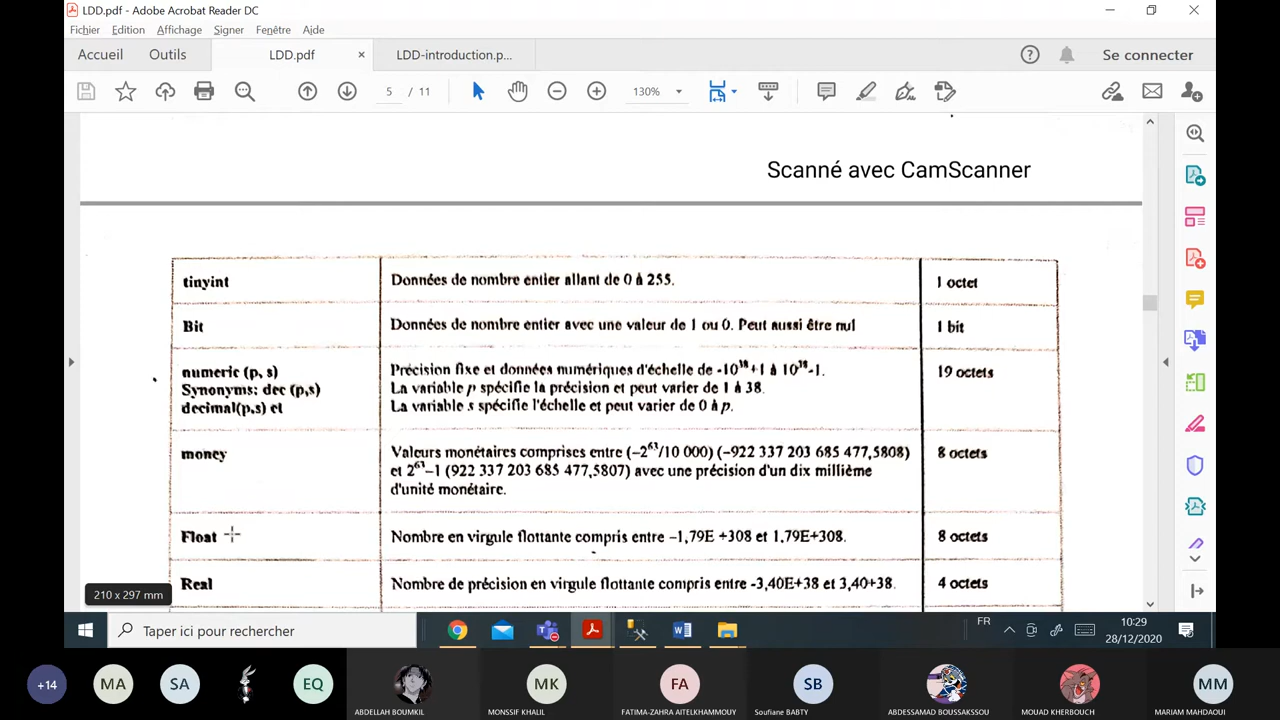 LDD.pdf - Adobe Acrobat Reader DC
Fichier Edition Affichage Signer Fenêtre Aide
Accueil Outils LDD.pdf × LDD-introduction.p... Se connecter
5 / 11 130%
Scanné avec CamScanner
tinyint Données de nombre entier allant de 0 à 255. 1 octet
Bit Données de nombre entier avec une valeur de 1 ou 0. Peut aussi être nul 1 bit
numeric (p, s) Précision fixe et données numériques d'échelle de -10³⁸+1 à 10³⁸-1. 19 octets
Synonyms: dec (p,s) La variable p spécifie la précision et peut varier de 1 à 38.
decimal(p,s) et La variable s spécifie l'échelle et peut varier de 0 à p.
money Valeurs monétaires comprises entre (–2⁶³/10 000) (-922 337 203 685 477,5808) 8 octets
et 2⁶³–1 (922 337 203 685 477,5807) avec une précision d'un dix millième
d'unité monétaire.
Float Nombre en virgule flottante compris entre –1,79E +308 et 1,79E+308. 8 octets
Real Nombre de précision en virgule flottante compris entre -3,40E+38 et 3,40+38. 4 octets
210 x 297 mm
Taper ici pour rechercher FR 10:29
28/12/2020
+14 MA SA EQ MK FA SB MM
ABDELLAH BOUMKIL MONSSIF KHALIL FATIMA-ZAHRA AITELKHAMMOUY Soufiane BABTY ABDESSAMAD BOUSSAKSSOU MOUAD KHERBOUCH MARIAM MAHDAOUI